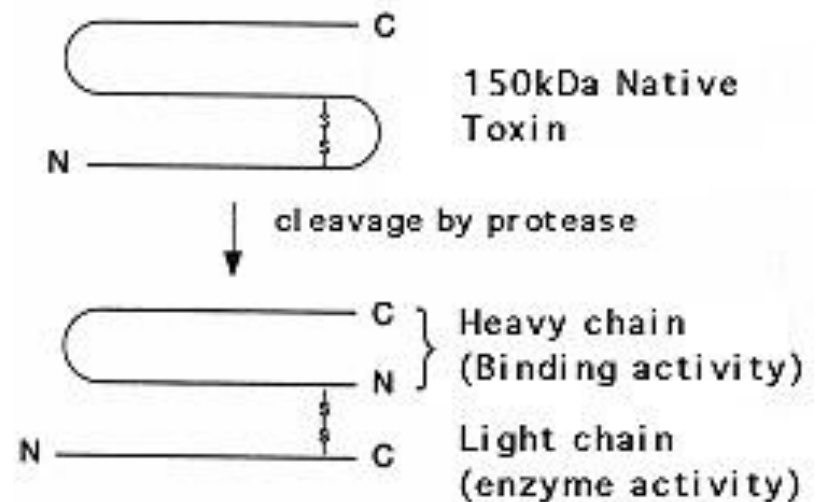 C
150kDa Native
Toxin
S
S
N
cleavage by protease
C
Heavy chain
N
(Binding activity)
S
S
N
C
Light chain
(enzyme activity)